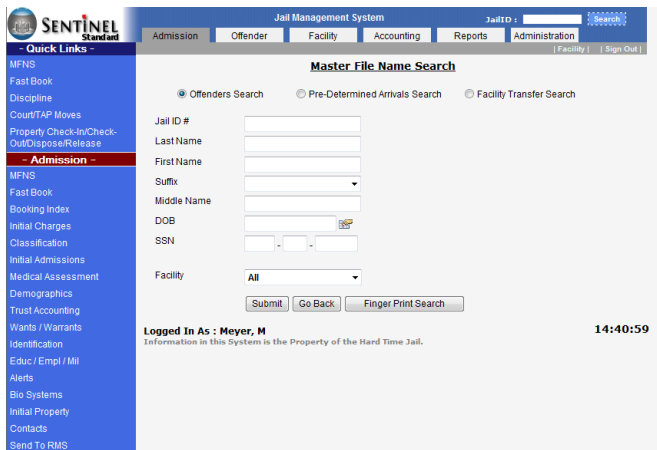 SENTINEL
Standard
Jail Management System
JailID :
Search
Admission
Offender
Facility
Accounting
Reports
Administration
| Facility | | Sign Out |
- Quick Links -
MFNS
Fast Book
Discipline
Court/TAP Moves
Property Check-In/Check-
Out/Dispose/Release
- Admission -
MFNS
Fast Book
Booking Index
Initial Charges
Classification
Initial Admissions
Medical Assessment
Demographics
Trust Accounting
Wants / Warrants
Identification
Educ / Empl / Mil
Alerts
Bio Systems
Initial Property
Contacts
Send To RMS
Master File Name Search
Offenders Search
Pre-Determined Arrivals Search
Facility Transfer Search
Jail ID #
Last Name
First Name
Suffix
Middle Name
DOB
SSN
- -
Facility
All
Submit
Go Back
Finger Print Search
Logged In As : Meyer, M
14:40:59
Information in this System is the Property of the Hard Time Jail.